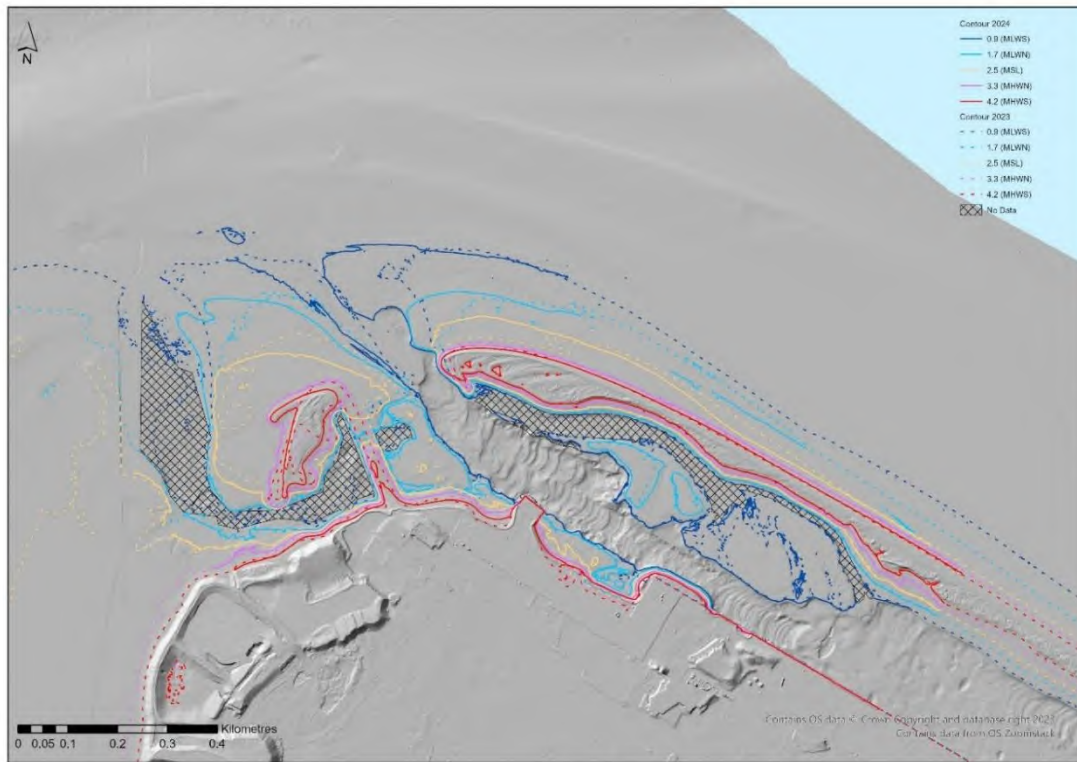 N
Contour 2024
0.9 (MLWS)
1.7 (MLWN)
2.5 (MSL)
3.3 (MHWN)
4.2 (MHWS)
Contour 2023
0.9 (MLWS)
1.7 (MLWN)
2.5 (MSL)
3.3 (MHWN)
4.2 (MHWS)
No Data
Kilometres
0 0.05 0.1 0.2 0.3 0.4
Contains OS data © Crown Copyright and database right 2023
Contains data from OS Zoomstack